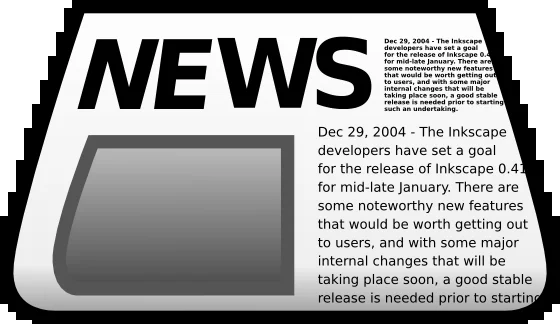 NEWS
Dec 29, 2004 - The Inkscape
developers have set a goal
for the release of Inkscape 0.4
for mid-late January. There are
some noteworthy new features
that would be worth getting out
to users, and with some major
internal changes that will be
taking place soon, a good stable
release is needed prior to starting
such an undertaking.
Dec 29, 2004 - The Inkscape
developers have set a goal
for the release of Inkscape 0.41
for mid-late January. There are
some noteworthy new features
that would be worth getting out
to users, and with some major
internal changes that will be
taking place soon, a good stable
release is needed prior to starting